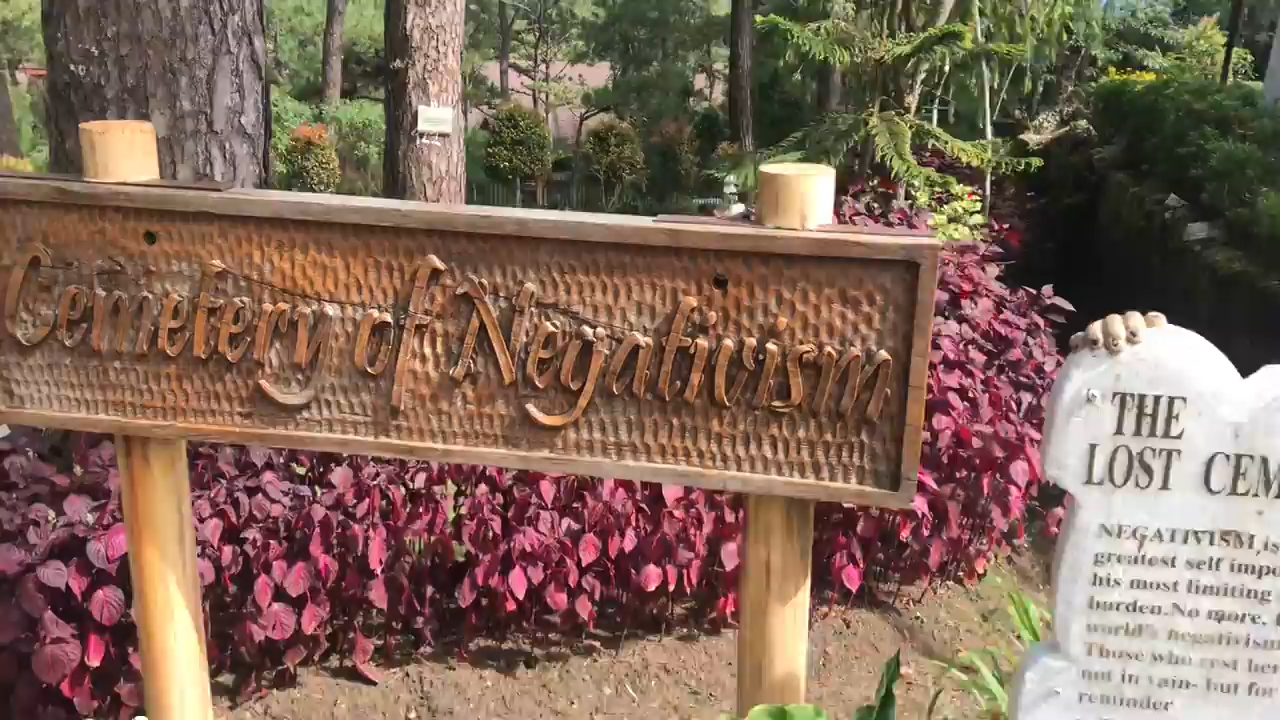 Cemetery of Negativism
THE
LOST CEM
NEGATIVISM is
greatest self impo
his most limiting
burden. No more,
world's negativism
Those who rest her
not in vain- but for
reminder